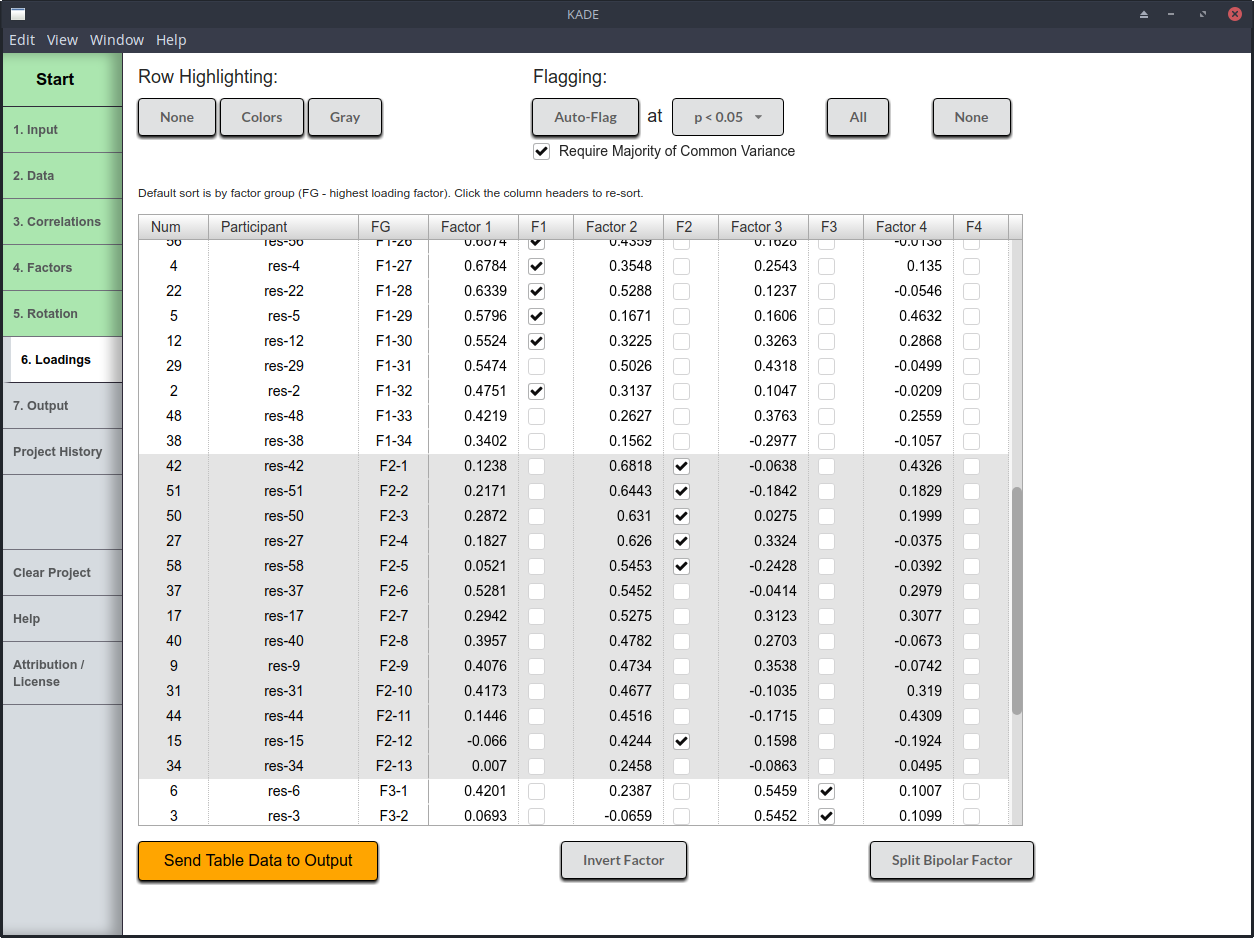 KADE
Edit View Window Help
Start
1. Input
2. Data
3. Correlations
4. Factors
5. Rotation
6. Loadings
7. Output
Project History
Clear Project
Help
Attribution /
License
Row Highlighting:
None Colors Gray
Flagging:
Auto-Flag at p < 0.05 All None
Require Majority of Common Variance
Default sort is by factor group (FG - highest loading factor). Click the column headers to re-sort.
Num Participant FG Factor 1 F1 Factor 2 F2 Factor 3 F3 Factor 4 F4
56 res-56 F1-26 0.6874 0.4359 0.1628 -0.0138
4 res-4 F1-27 0.6784 0.3548 0.2543 0.135
22 res-22 F1-28 0.6339 0.5288 0.1237 -0.0546
5 res-5 F1-29 0.5796 0.1671 0.1606 0.4632
12 res-12 F1-30 0.5524 0.3225 0.3263 0.2868
29 res-29 F1-31 0.5474 0.5026 0.4318 -0.0499
2 res-2 F1-32 0.4751 0.3137 0.1047 -0.0209
48 res-48 F1-33 0.4219 0.2627 0.3763 0.2559
38 res-38 F1-34 0.3402 0.1562 -0.2977 -0.1057
42 res-42 F2-1 0.1238 0.6818 -0.0638 0.4326
51 res-51 F2-2 0.2171 0.6443 -0.1842 0.1829
50 res-50 F2-3 0.2872 0.631 0.0275 0.1999
27 res-27 F2-4 0.1827 0.626 0.3324 -0.0375
58 res-58 F2-5 0.0521 0.5453 -0.2428 -0.0392
37 res-37 F2-6 0.5281 0.5452 -0.0414 0.2979
17 res-17 F2-7 0.2942 0.5275 0.3123 0.3077
40 res-40 F2-8 0.3957 0.4782 0.2703 -0.0673
9 res-9 F2-9 0.4076 0.4734 0.3538 -0.0742
31 res-31 F2-10 0.4173 0.4677 -0.1035 0.319
44 res-44 F2-11 0.1446 0.4516 -0.1715 0.4309
15 res-15 F2-12 -0.066 0.4244 0.1598 -0.1924
34 res-34 F2-13 0.007 0.2458 -0.0863 0.0495
6 res-6 F3-1 0.4201 0.2387 0.5459 0.1007
3 res-3 F3-2 0.0693 -0.0659 0.5452 0.1099
Send Table Data to Output Invert Factor Split Bipolar Factor